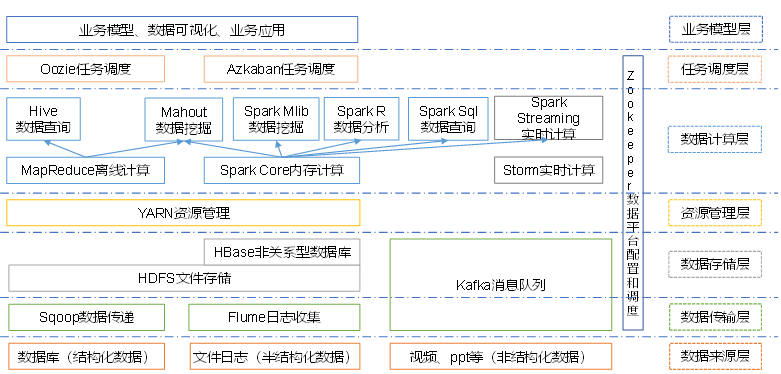 业务模型、数据可视化、业务应用
业务模型层
Oozie任务调度
Azkaban任务调度
任务调度层
Hive
数据查询
Mahout
数据挖掘
Spark Mlib
数据挖掘
Spark R
数据分析
Spark Sql
数据查询
Spark
Streaming
实时计算
数据计算层
MapReduce离线计算
Spark Core内存计算
Storm实时计算
Zookeeper数据平台配置和调度
YARN资源管理
资源管理层
HBase非关系型数据库
HDFS文件存储
Kafka消息队列
数据存储层
Sqoop数据传递
Flume日志收集
数据传输层
数据库（结构化数据）
文件日志（半结构化数据）
视频、ppt等（非结构化数据）
数据来源层